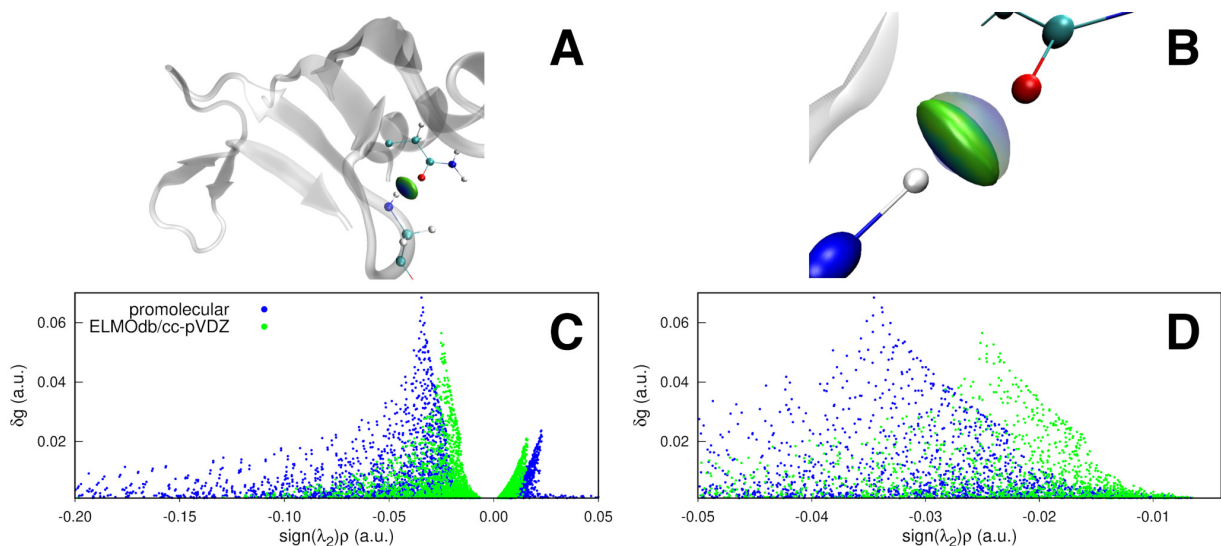 A
B
promolecular
ELMOdb/cc-pVDZ
C
D
δg (a.u.)
0.06
0.04
0.02
-0.20
-0.15
-0.10
-0.05
0.00
0.05
sign(λ₂)ρ (a.u.)
δg (a.u.)
0.06
0.04
0.02
-0.05
-0.04
-0.03
-0.02
-0.01
sign(λ₂)ρ (a.u.)